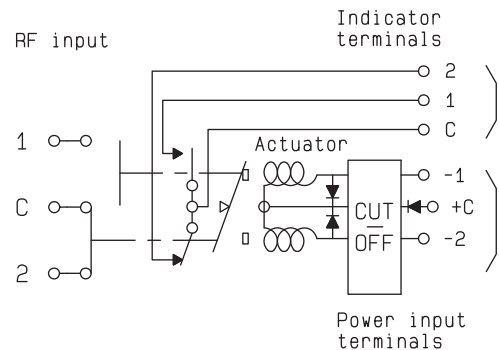 Indicator
terminals
RF input
2
1
C
Actuator
1
-1
C
CUT
OFF
+C
-2
2
Power input
terminals